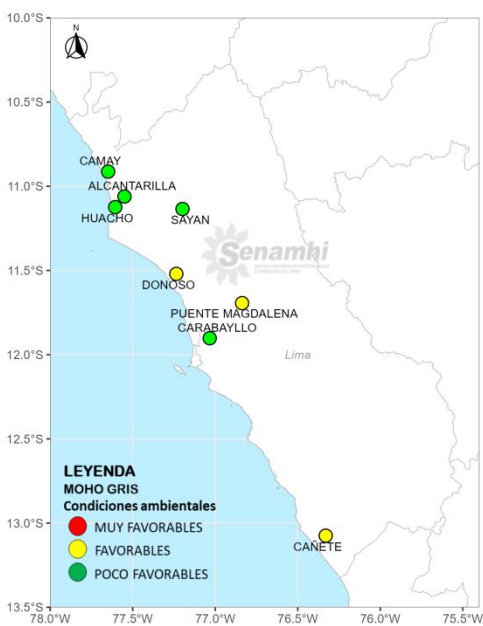 10.0°S
N
10.5°S
CAMAY
11.0°S
ALCANTARILLA
HUACHO
SAYAN
Senamhi
11.5°S
DONOSO
PUENTE MAGDALENA
CARABAYLLO
12.0°S
Lima
12.5°S
LEYENDA
MOHO GRIS
Condiciones ambientales
13.0°S
MUY FAVORABLES
FAVORABLES
CAÑETE
POCO FAVORABLES
13.5°S
78.0°W 77.5°W 77.0°W 76.5°W 76.0°W 75.5°W